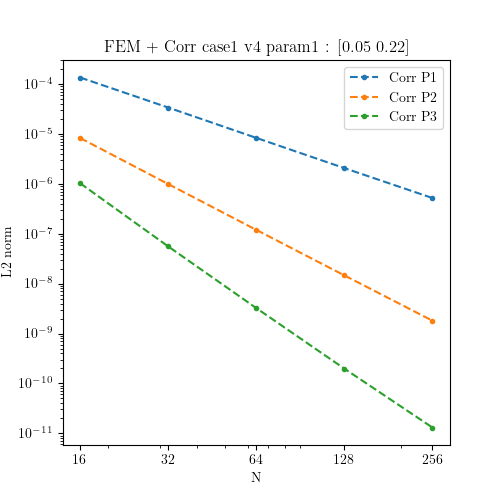 FEM + Corr case1 v4 param1 : [0.05 0.22]
Corr P1
Corr P2
Corr P3
L2 norm
10⁻⁴
10⁻⁵
10⁻⁶
10⁻⁷
10⁻⁸
10⁻⁹
10⁻¹⁰
10⁻¹¹
16 32 64 128 256
N